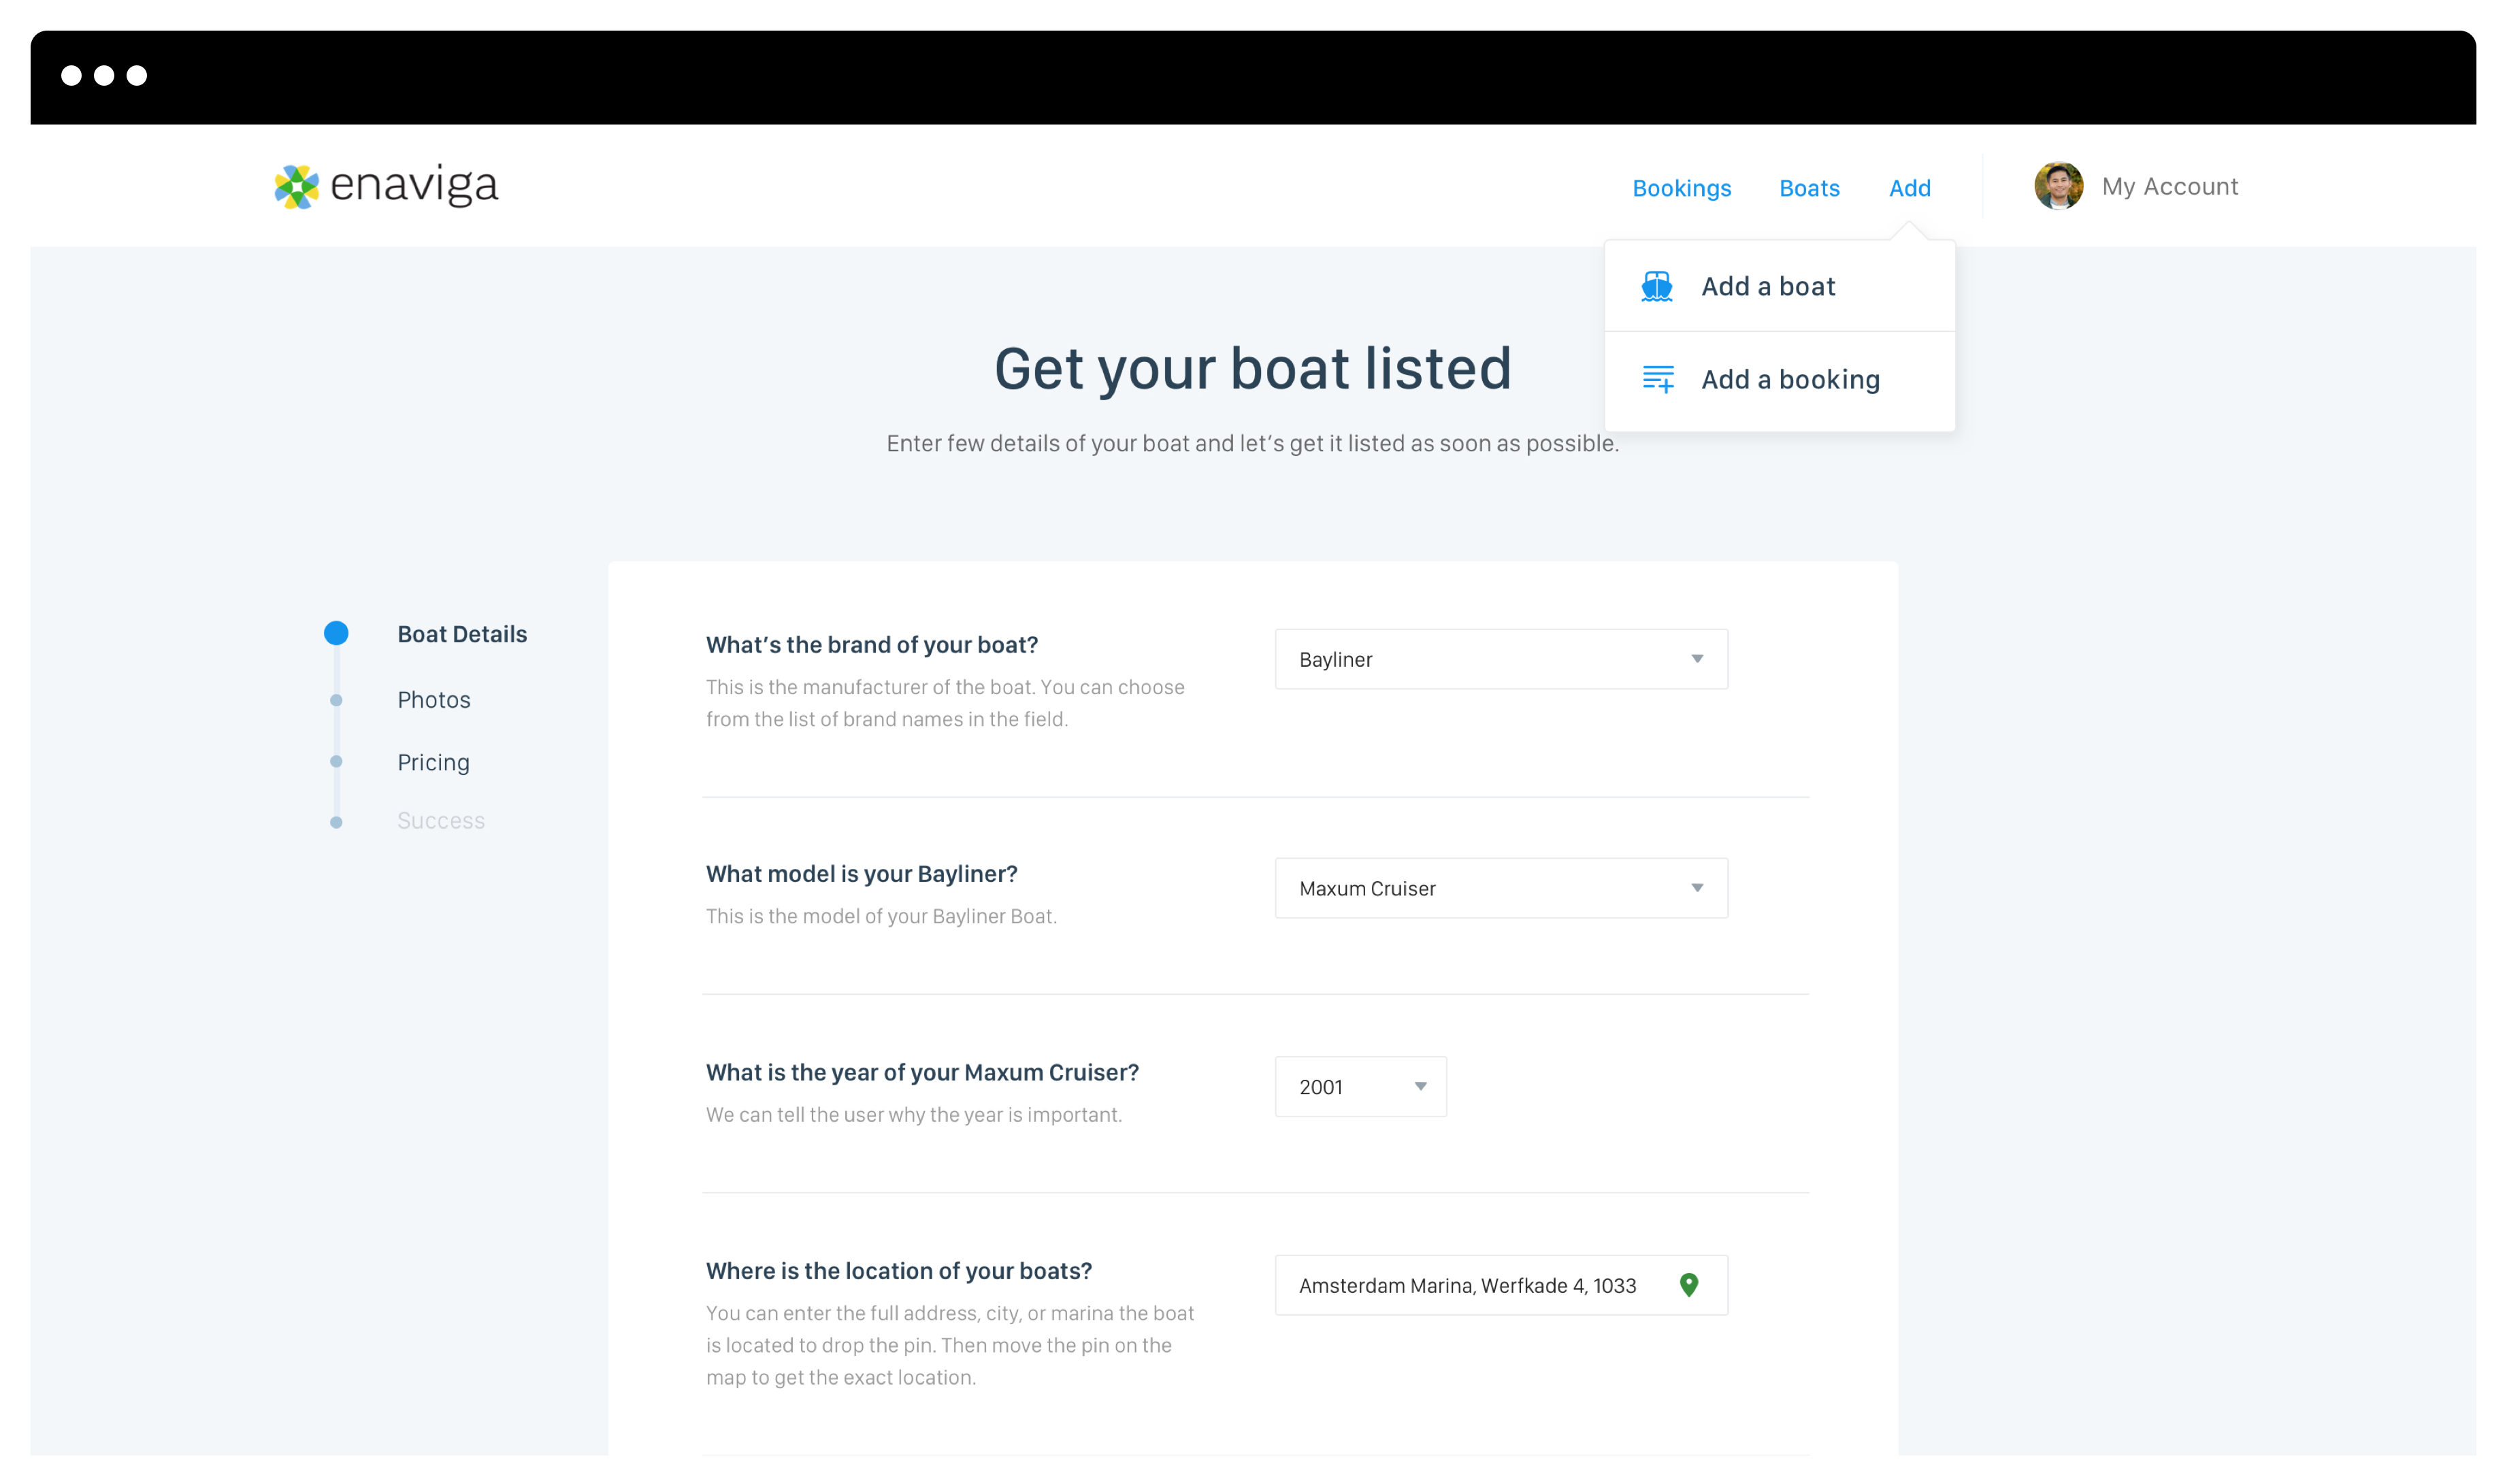 enaviga
Bookings
Boats
Add
My Account
Add a boat
Add a booking
Get your boat listed
Enter few details of your boat and let’s get it listed as soon as possible.
Boat Details
Photos
Pricing
Success
What’s the brand of your boat?
This is the manufacturer of the boat. You can choose
from the list of brand names in the field.
Bayliner
What model is your Bayliner?
This is the model of your Bayliner Boat.
Maxum Cruiser
What is the year of your Maxum Cruiser?
We can tell the user why the year is important.
2001
Where is the location of your boats?
You can enter the full address, city, or marina the boat
is located to drop the pin. Then move the pin on the
map to get the exact location.
Amsterdam Marina, Werfkade 4, 1033